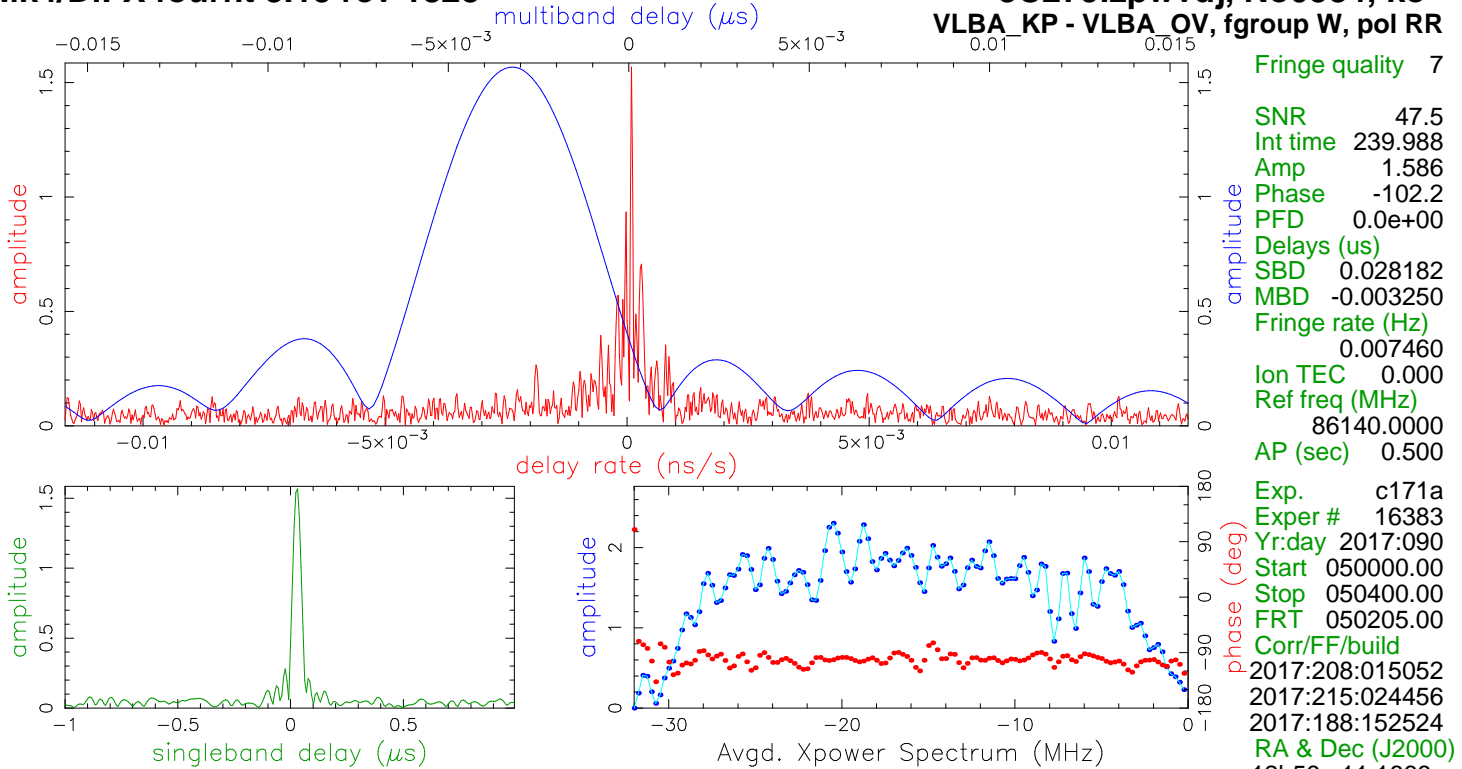 multiband delay (μs)
VLBA_KP - VLBA_OV, fgroup W, pol RR
−0.015 −0.01 −5×10⁻³ 0 5×10⁻³ 0.01 0.015
amplitude
0 0.5 1 1.5
amplitude
0 0.5 1 1.5
−0.01 −5×10⁻³ 0 5×10⁻³ 0.01
delay rate (ns/s)
amplitude
0 0.5 1 1.5
−1 −0.5 0 0.5
singleband delay (μs)
amplitude
0 1 2
phase (deg)
−180 −90 0 90 180
−30 −20 −10 0
Avgd. Xpower Spectrum (MHz)
Fringe quality 7
SNR 47.5
Int time 239.988
Amp 1.586
Phase -102.2
PFD 0.0e+00
Delays (us)
SBD 0.028182
MBD -0.003250
Fringe rate (Hz)
0.007460
Ion TEC 0.000
Ref freq (MHz)
86140.0000
AP (sec) 0.500
Exp. c171a
Exper # 16383
Yr:day 2017:090
Start 050000.00
Stop 050400.00
FRT 050205.00
Corr/FF/build
2017:208:015052
2017:215:024456
2017:188:152524
RA & Dec (J2000)